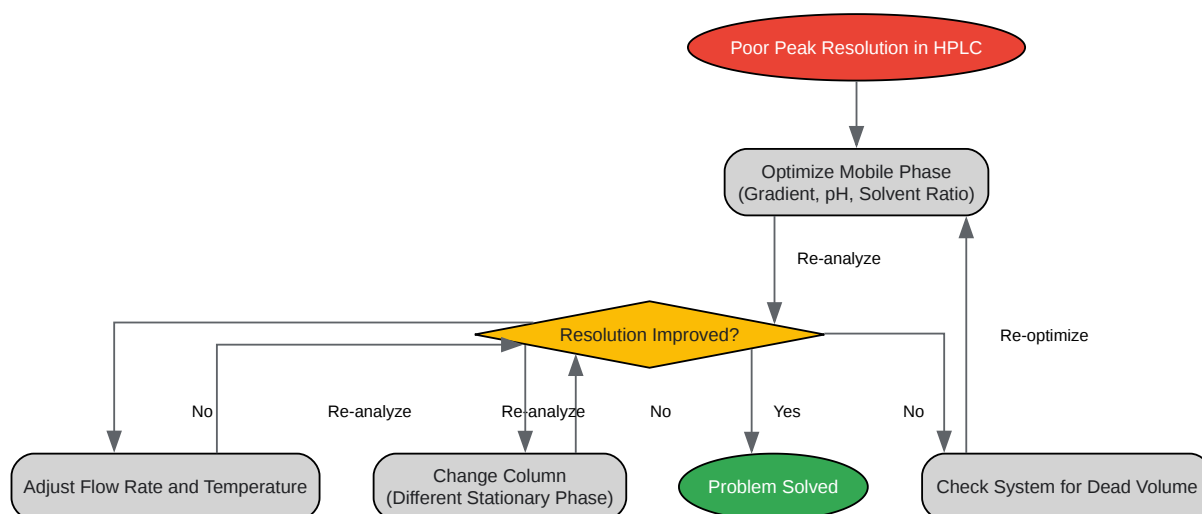 Poor Peak Resolution in HPLC
Optimize Mobile Phase
(Gradient, pH, Solvent Ratio)
Re-analyze
Resolution Improved?
Re-optimize
No
Re-analyze
Re-analyze
No
Yes
No
Adjust Flow Rate and Temperature
Change Column
(Different Stationary Phase)
Problem Solved
Check System for Dead Volume